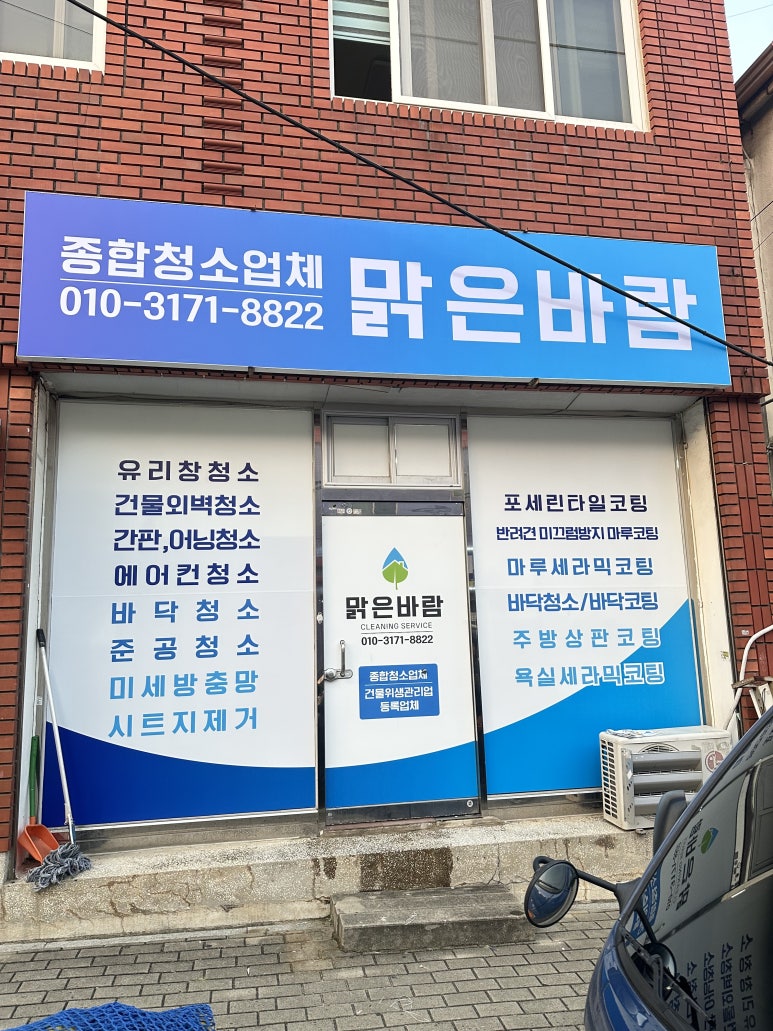 종합청소업체
010-3171-8822
맑은바람
유리창청소
건물외벽청소
간판,어닝청소
에어컨청소
바닥청소
준공청소
미세방충망
시트지제거
맑은바람
CLEANING SERVICE
010-3171-8822
종합청소업체
건물위생관리업
등록업체
포세린타일코팅
반려견 미끄럼방지 마루코팅
마루세라믹코팅
바닥청소/바닥코팅
주방상판코팅
욕실세라믹코팅